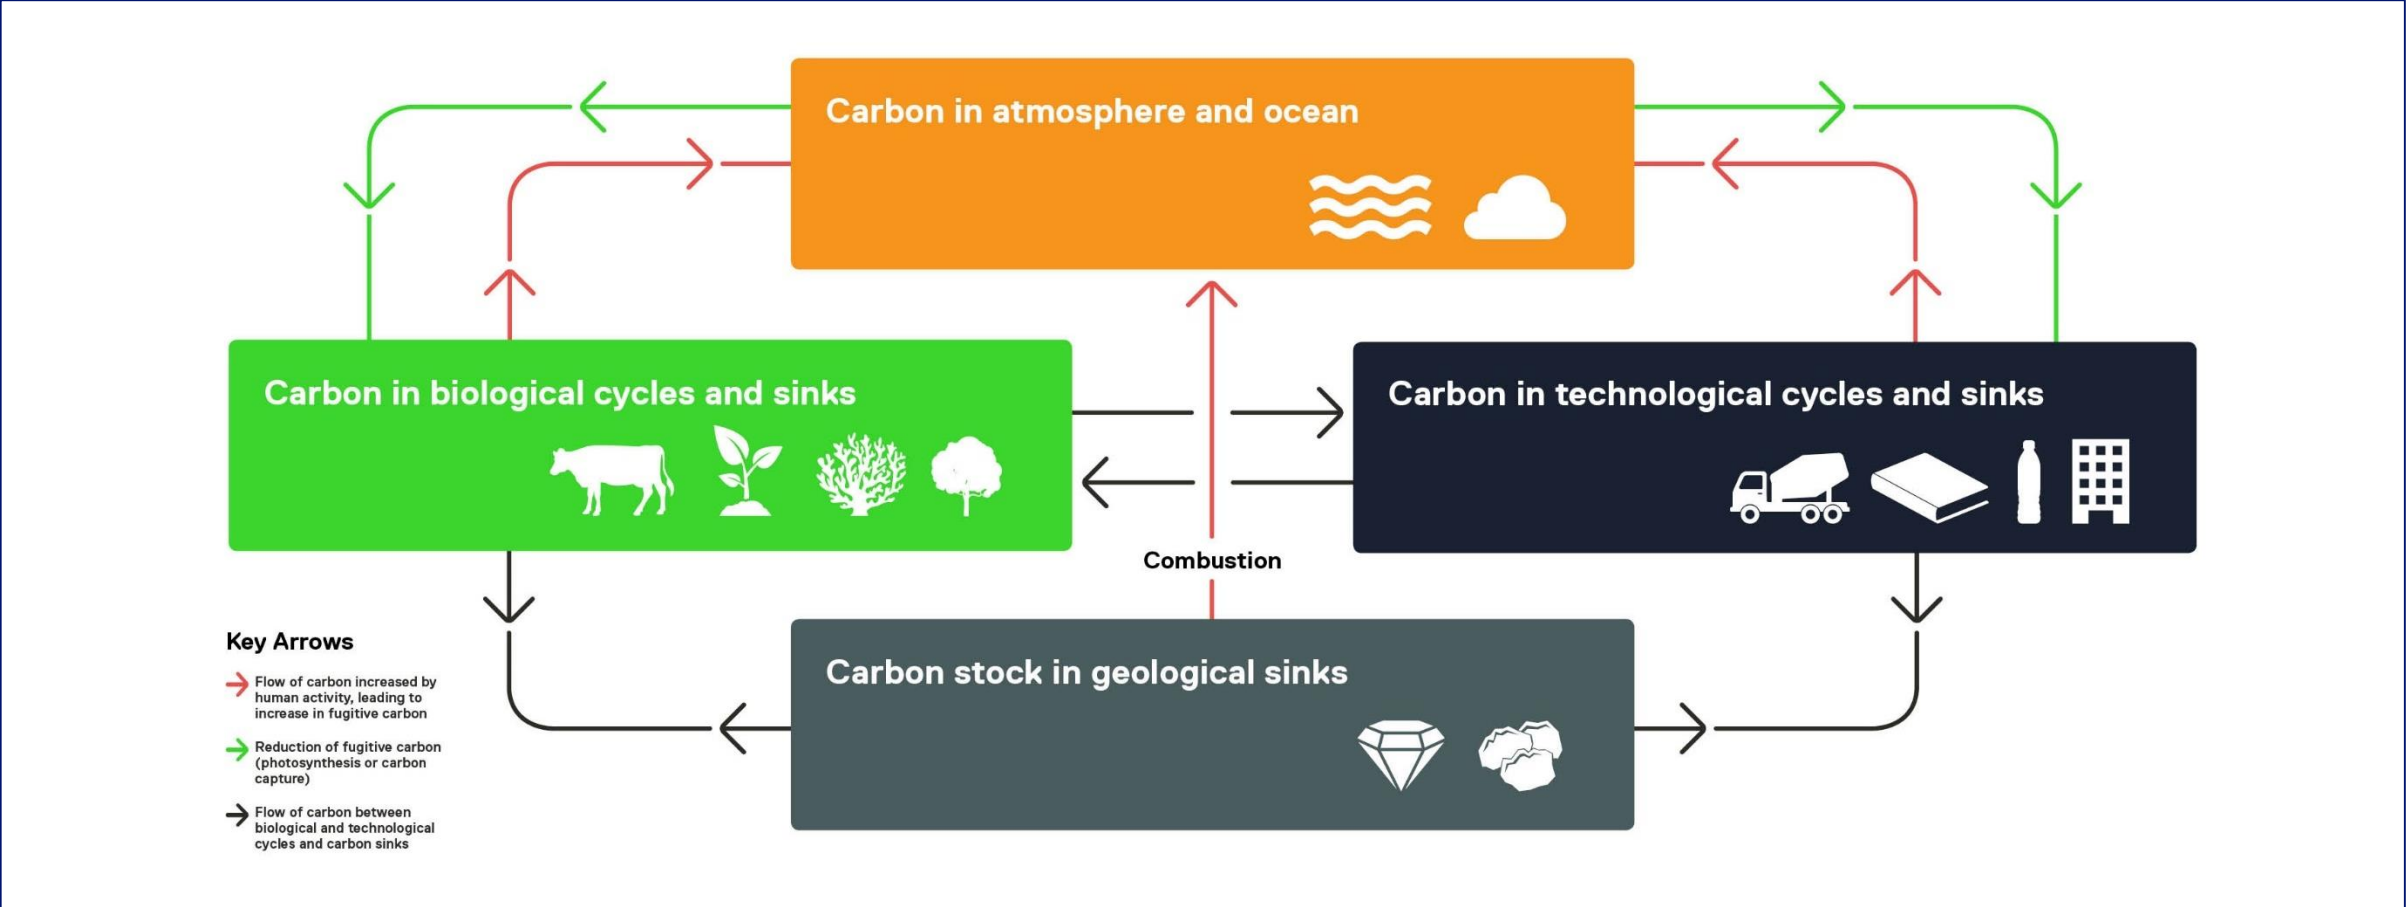 Carbon in atmosphere and ocean
Carbon in biological cycles and sinks
Carbon in technological cycles and sinks
Combustion
Carbon stock in geological sinks
Key Arrows
Flow of carbon increased by
human activity, leading to
increase in fugitive carbon
Reduction of fugitive carbon
(photosynthesis or carbon
capture)
Flow of carbon between
biological and technological
cycles and carbon sinks